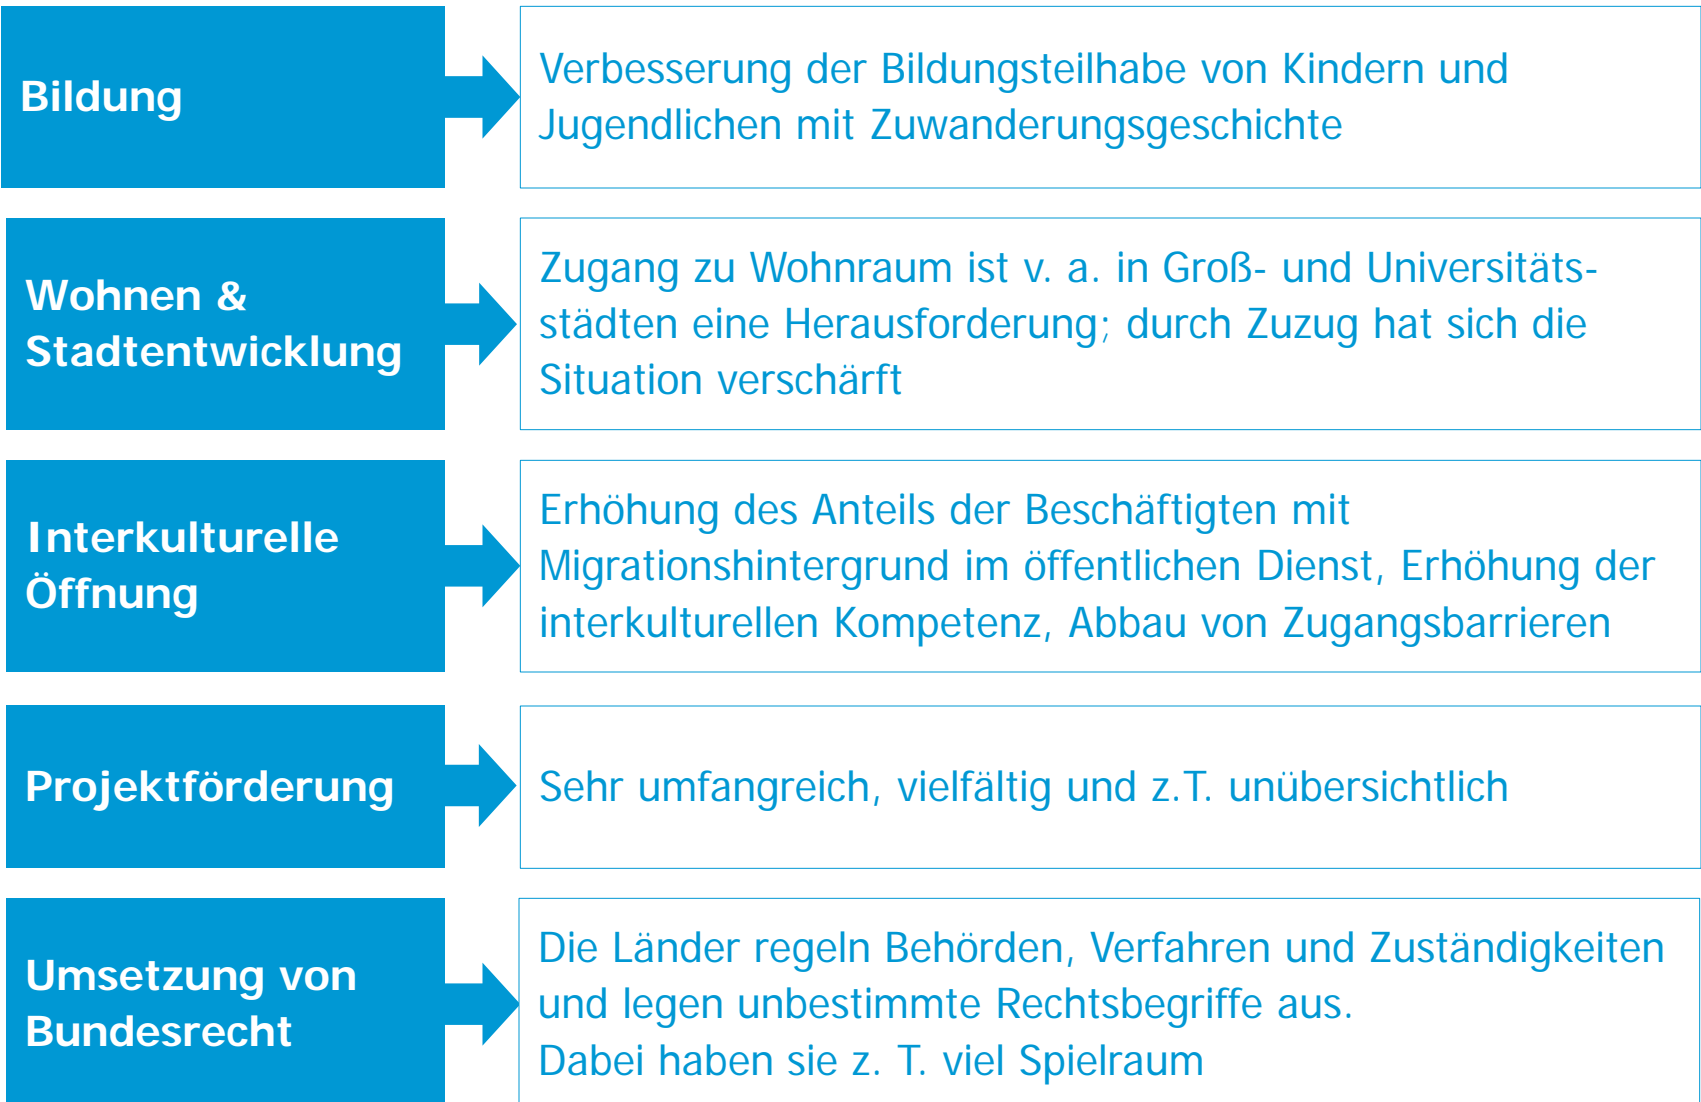 Bildung
Verbesserung der Bildungsteilhabe von Kindern und
Jugendlichen mit Zuwanderungsgeschichte
Wohnen &
Stadtentwicklung
Zugang zu Wohnraum ist v. a. in Groß- und Universitäts-
städten eine Herausforderung; durch Zuzug hat sich die
Situation verschärft
Interkulturelle
Öffnung
Erhöhung des Anteils der Beschäftigten mit
Migrationshintergrund im öffentlichen Dienst, Erhöhung der
interkulturellen Kompetenz, Abbau von Zugangsbarrieren
Projektförderung
Sehr umfangreich, vielfältig und z.T. unübersichtlich
Umsetzung von
Bundesrecht
Die Länder regeln Behörden, Verfahren und Zuständigkeiten
und legen unbestimmte Rechtsbegriffe aus.
Dabei haben sie z. T. viel Spielraum